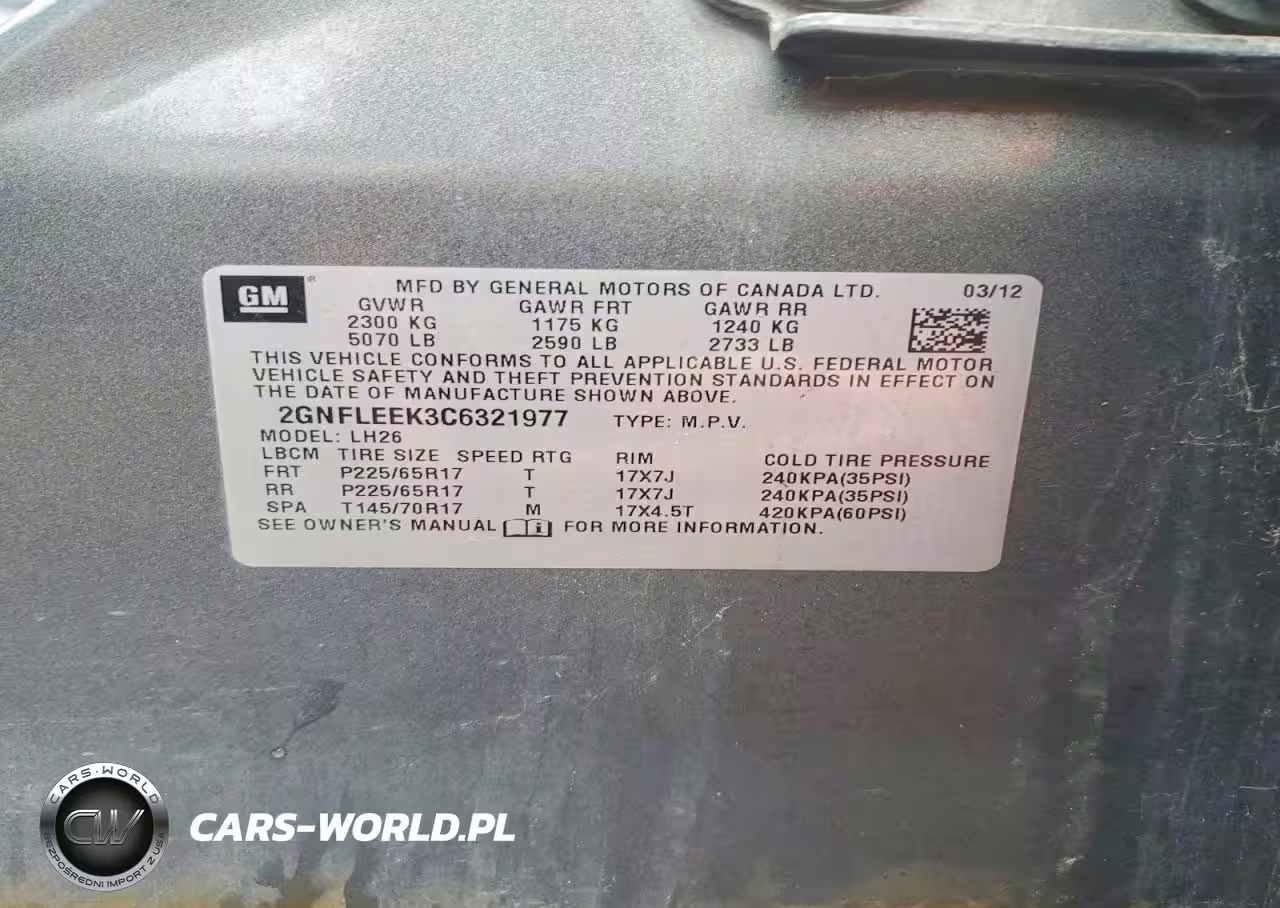 GM ®
MFD BY GENERAL MOTORS OF CANADA LTD. 03/12
GVWR GAWR FRT GAWR RR
2300 KG 1175 KG 1240 KG
5070 LB 2590 LB 2733 LB
THIS VEHICLE CONFORMS TO ALL APPLICABLE U.S. FEDERAL MOTOR
VEHICLE SAFETY AND THEFT PREVENTION STANDARDS IN EFFECT ON
THE DATE OF MANUFACTURE SHOWN ABOVE.
2GNFLEEK3C6321977 TYPE: M.P.V.
MODEL: LH26
LBCM TIRE SIZE SPEED RTG RIM COLD TIRE PRESSURE
FRT P225/65R17 T 17X7J 240KPA(35PSI)
RR P225/65R17 T 17X7J 240KPA(35PSI)
SPA T145/70R17 M 17X4.5T 420KPA(60PSI)
SEE OWNER'S MANUAL FOR MORE INFORMATION.
CARS-WORLD
CW
BEZPOŚREDNI IMPORT Z USA
CARS-WORLD.PL